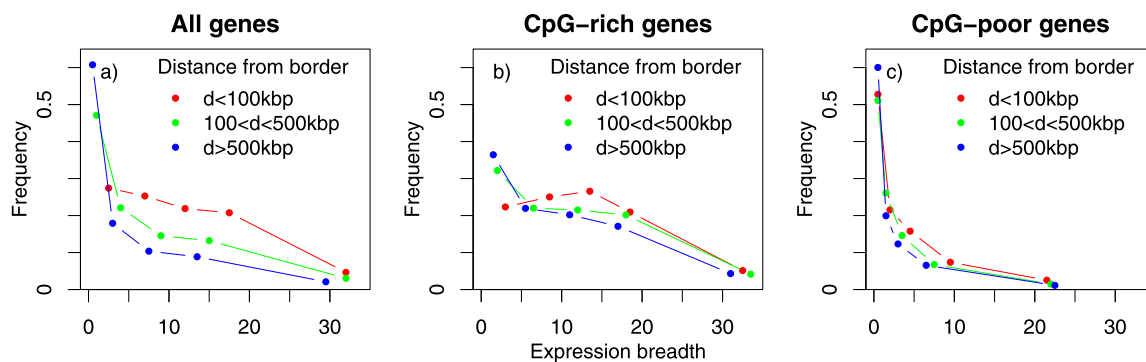 All genes
CpG−rich genes
CpG−poor genes
a)
Distance from border
d<100kbp
100<d<500kbp
d>500kbp
b)
Distance from border
d<100kbp
100<d<500kbp
d>500kbp
c)
Distance from border
d<100kbp
100<d<500kbp
d>500kbp
Frequency
0
0.5
Frequency
0
0.5
Frequency
0
0.5
0 10 20 30
0 10 20 30
0 10 20 30
Expression breadth